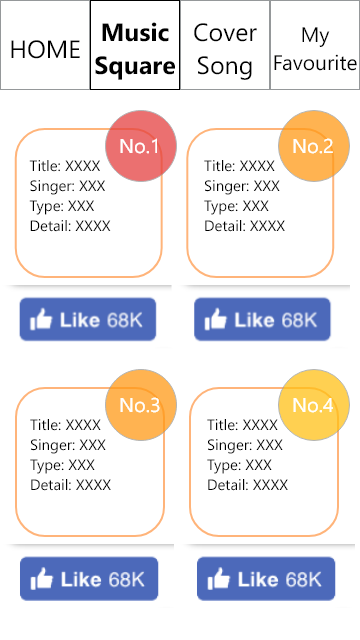 HOME
Music
Square
Cover
Song
My
Favourite
No.1
Title: XXXX
Singer: XXX
Type: XXX
Detail: XXXX
Like 68K
No.2
Title: XXXX
Singer: XXX
Type: XXX
Detail: XXXX
Like 68K
No.3
Title: XXXX
Singer: XXX
Type: XXX
Detail: XXXX
Like 68K
No.4
Title: XXXX
Singer: XXX
Type: XXX
Detail: XXXX
Like 68K